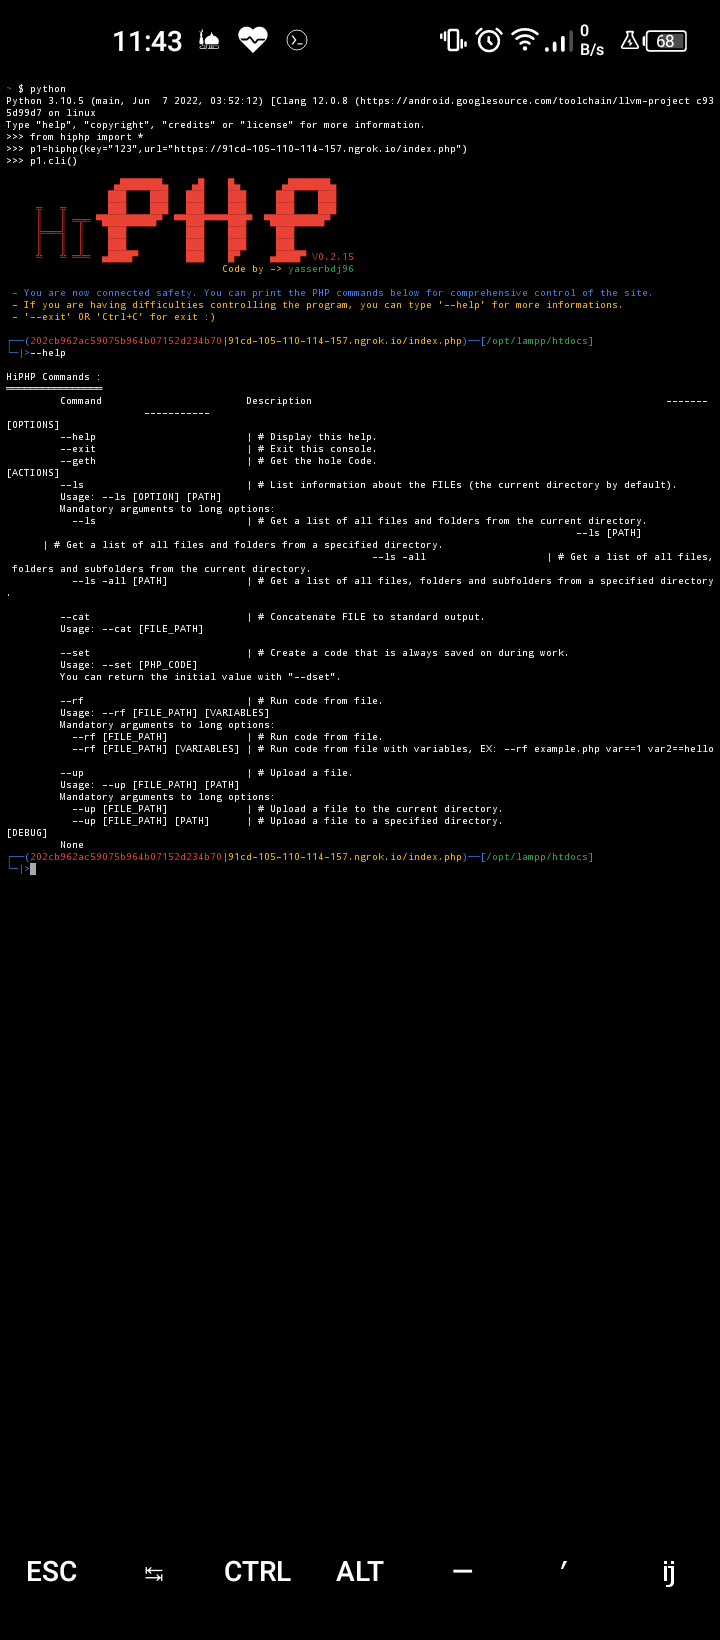 11:43 0 B/s 68
~ $ python
Python 3.10.5 (main, Jun  7 2022, 03:52:12) [Clang 12.0.8 (https://android.googlesource.com/toolchain/llvm-project c93
5d99d7 on linux
Type "help", "copyright", "credits" or "license" for more information.
>>> from hiphp import *
>>> p1=hiphp(key="123",url="https://91cd-105-110-114-157.ngrok.io/index.php")
>>> p1.cli()
HI PHP V0.2.15
Code by -> yasserbdj96
- You are now connected safety. You can print the PHP commands below for comprehensive control of the site.
- If you are having difficulties controlling the program, you can type '--help' for more informations.
- '--exit' OR 'Ctrl+C' for exit :)
┌──(202cb962ac59075b964b07152d234b70|91cd-105-110-114-157.ngrok.io/index.php)──[/opt/lampp/htdocs]
└─|>--help
HiPHP Commands :
════════════════
Command Description -------
-----------
[OPTIONS]
--help | # Display this help.
--exit | # Exit this console.
--geth | # Get the hole Code.
[ACTIONS]
--ls | # List information about the FILEs (the current directory by default).
Usage: --ls [OPTION] [PATH]
Mandatory arguments to long options:
--ls | # Get a list of all files and folders from the current directory.
--ls [PATH]
| # Get a list of all files and folders from a specified directory.
--ls -all | # Get a list of all files,
folders and subfolders from the current directory.
--ls -all [PATH] | # Get a list of all files, folders and subfolders from a specified directory
.
--cat | # Concatenate FILE to standard output.
Usage: --cat [FILE_PATH]
--set | # Create a code that is always saved on during work.
Usage: --set [PHP_CODE]
You can return the initial value with "--dset".
--rf | # Run code from file.
Usage: --rf [FILE_PATH] [VARIABLES]
Mandatory arguments to long options:
--rf [FILE_PATH] | # Run code from file.
--rf [FILE_PATH] [VARIABLES] | # Run code from file with variables, EX: --rf example.php var==1 var2==hello
--up | # Upload a file.
Usage: --up [FILE_PATH] [PATH]
Mandatory arguments to long options:
--up [FILE_PATH] | # Upload a file to the current directory.
--up [FILE_PATH] [PATH] | # Upload a file to a specified directory.
[DEBUG]
None
┌──(202cb962ac59075b964b07152d234b70|91cd-105-110-114-157.ngrok.io/index.php)──[/opt/lampp/htdocs]
└─|>
ESC ↹ CTRL ALT — ′ ij